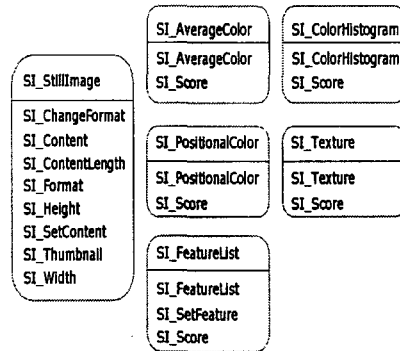 SI_StillImage
SI_ChangeFormat
SI_Content
SI_ContentLength
SI_Format
SI_Height
SI_SetContent
SI_Thumbnail
SI_Width
SI_AverageColor
SI_AverageColor
SI_Score
SI_ColorHistogram
SI_ColorHistogram
SI_Score
SI_PositionalColor
SI_PositionalColor
SI_Score
SI_Texture
SI_Texture
SI_Score
SI_FeatureList
SI_FeatureList
SI_SetFeature
SI_Score